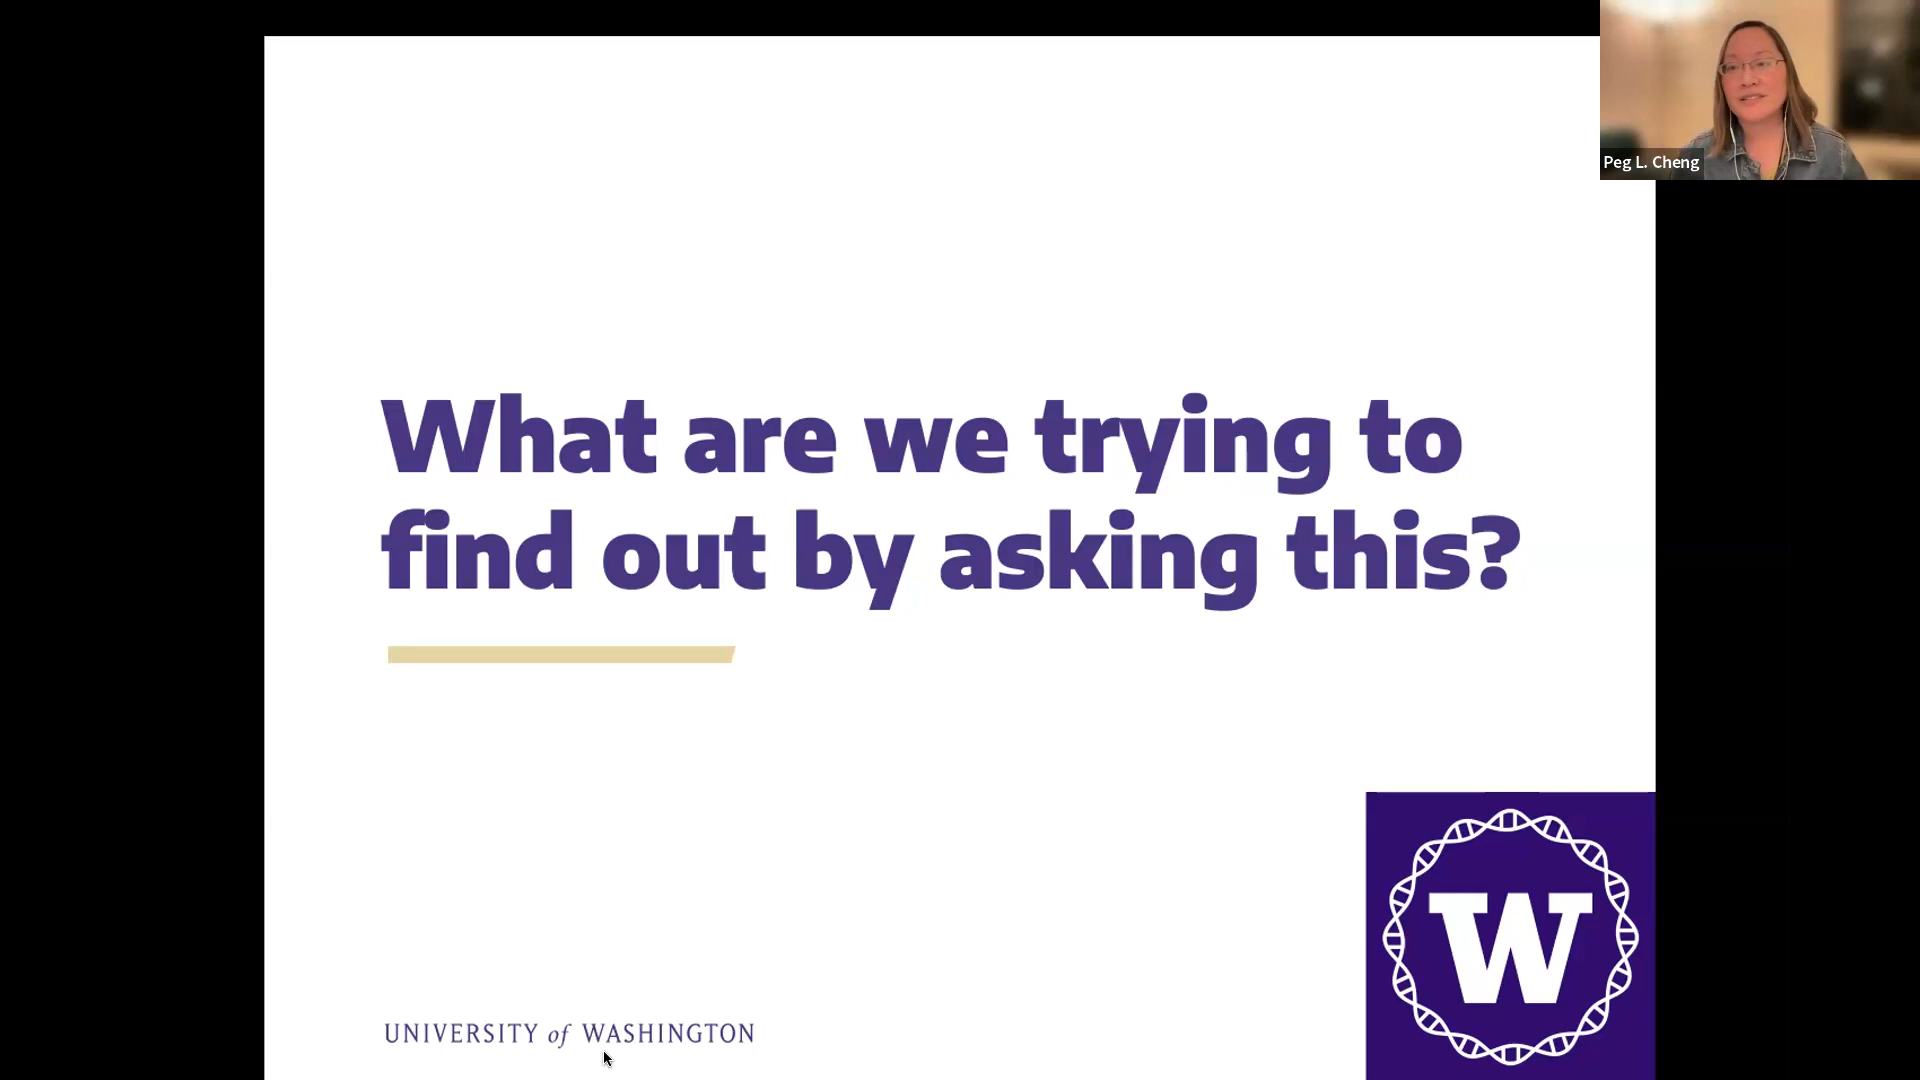 Peg L. Cheng
What are we trying to
find out by asking this?
W
UNIVERSITY of WASHINGTON